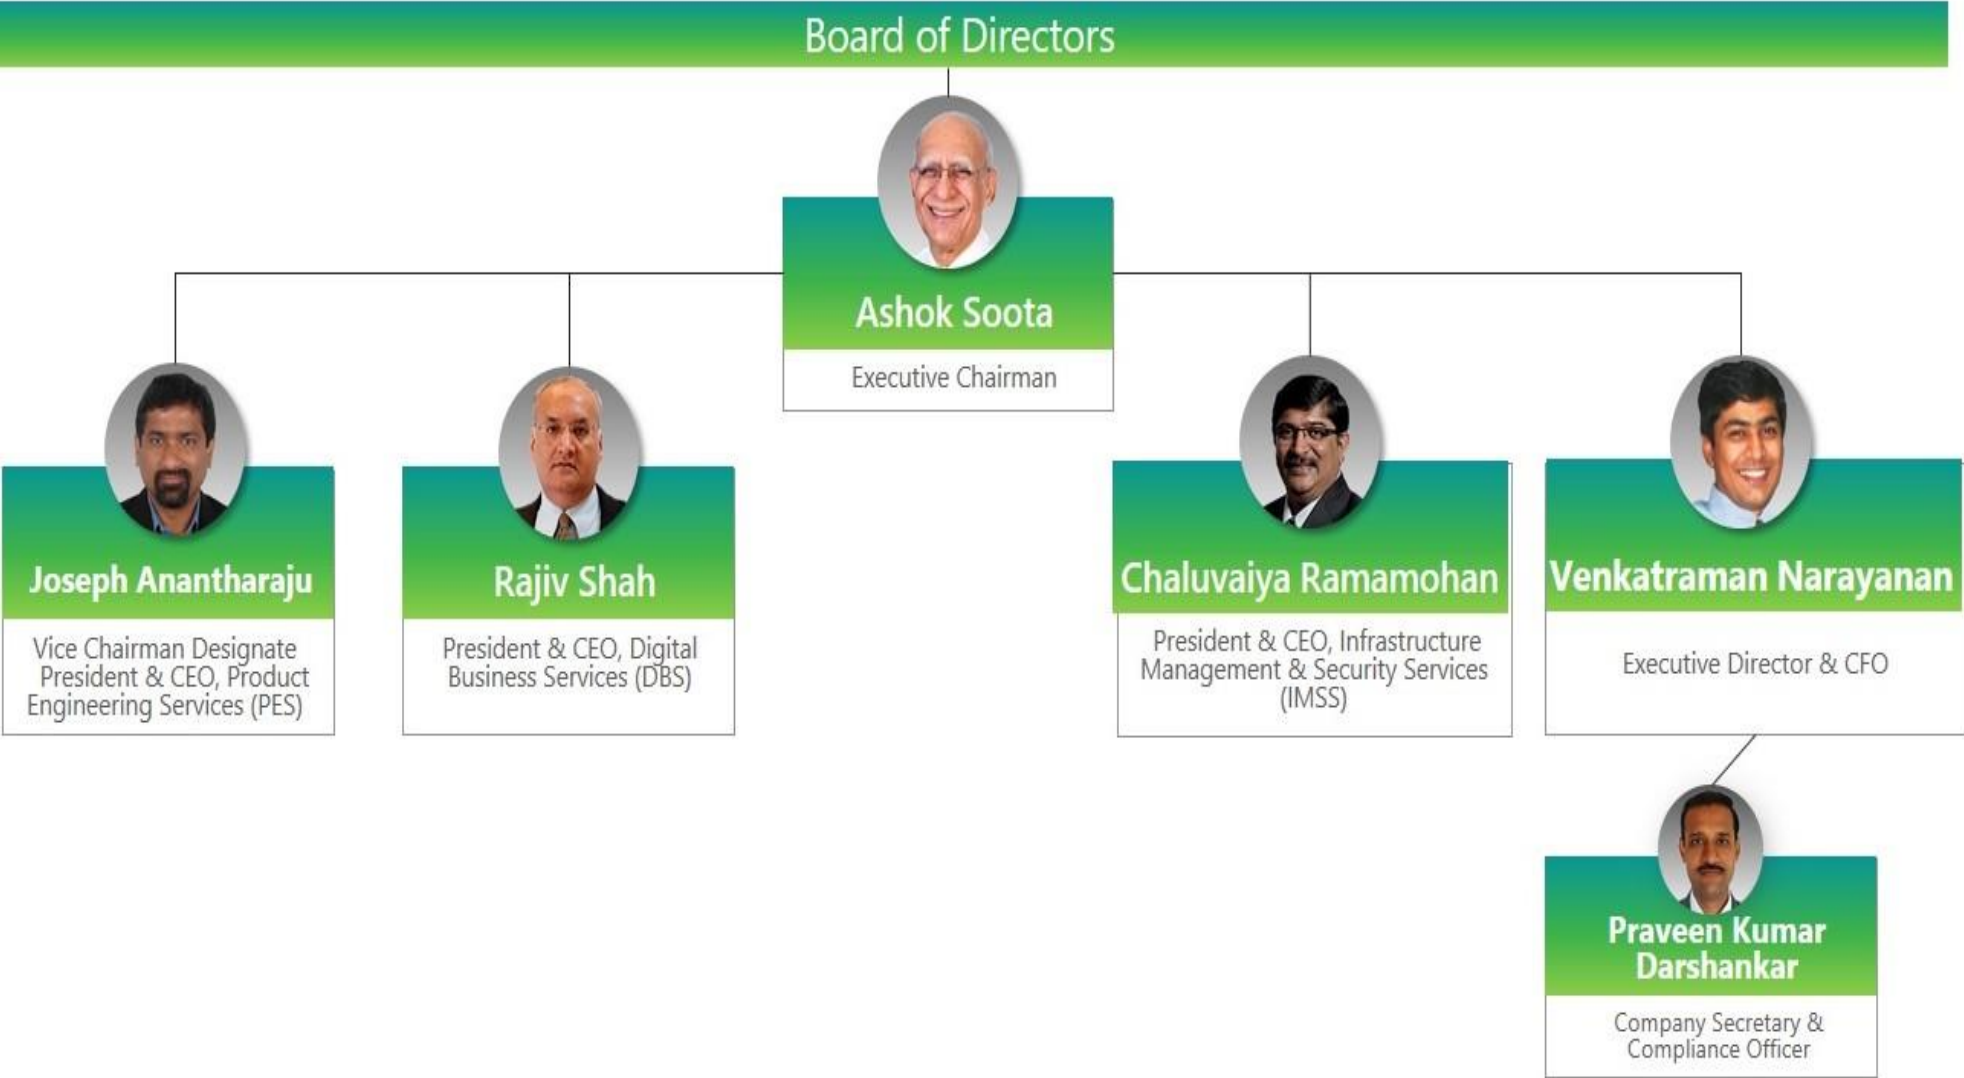 Board of Directors
Ashok Soota
Executive Chairman
Joseph Anantharaju
Vice Chairman Designate
President & CEO, Product
Engineering Services (PES)
Rajiv Shah
President & CEO, Digital
Business Services (DBS)
Chaluvaiya Ramamohan
President & CEO, Infrastructure
Management & Security Services
(IMSS)
Venkatraman Narayanan
Executive Director & CFO
Praveen Kumar
Darshankar
Company Secretary &
Compliance Officer